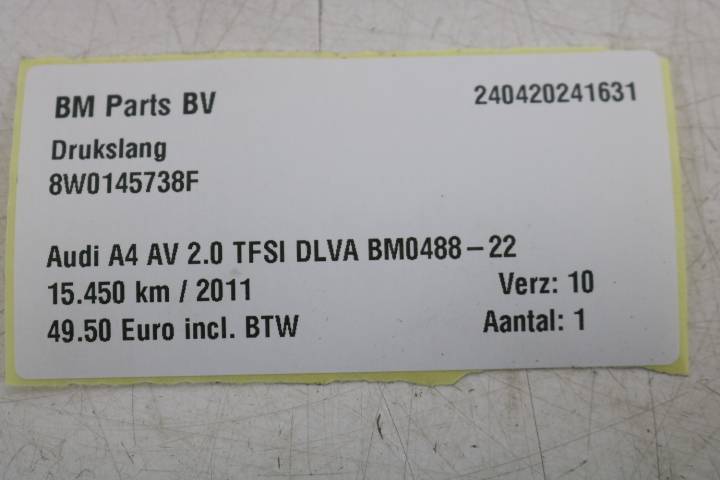 BM Parts BV 240420241631
Drukslang
8W0145738F
Audi A4 AV 2.0 TFSI DLVA BM0488-22
15.450 km / 2011 Verz: 10
49.50 Euro incl. BTW Aantal: 1